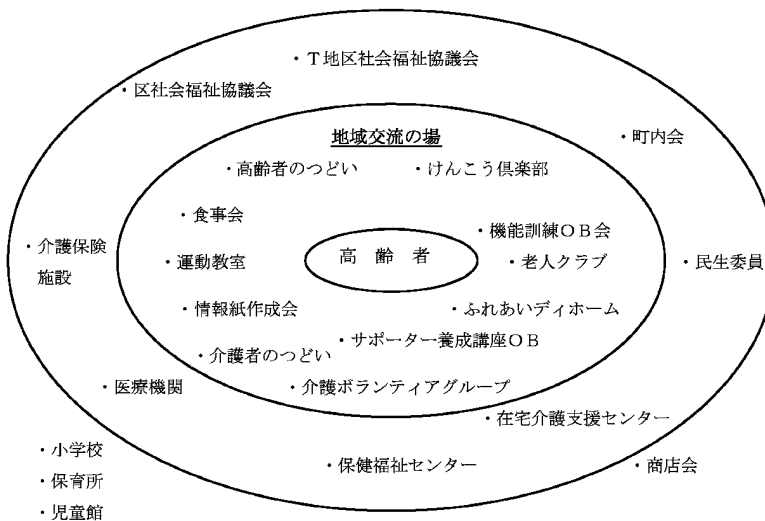 ・T地区社会福祉協議会
・区社会福祉協議会
地域交流の場
・町内会
・高齢者のつどい
・けんこう倶楽部
・食事会
・機能訓練OB会
・介護保険
施設
・運動教室
高 齢 者
・老人クラブ
・民生委員
・情報紙作成会
・ふれあいディホーム
・サポーター養成講座OB
・介護者のつどい
・医療機関
・介護ボランティアグループ
・在宅介護支援センター
・小学校
・保健福祉センター
・商店会
・保育所
・児童館